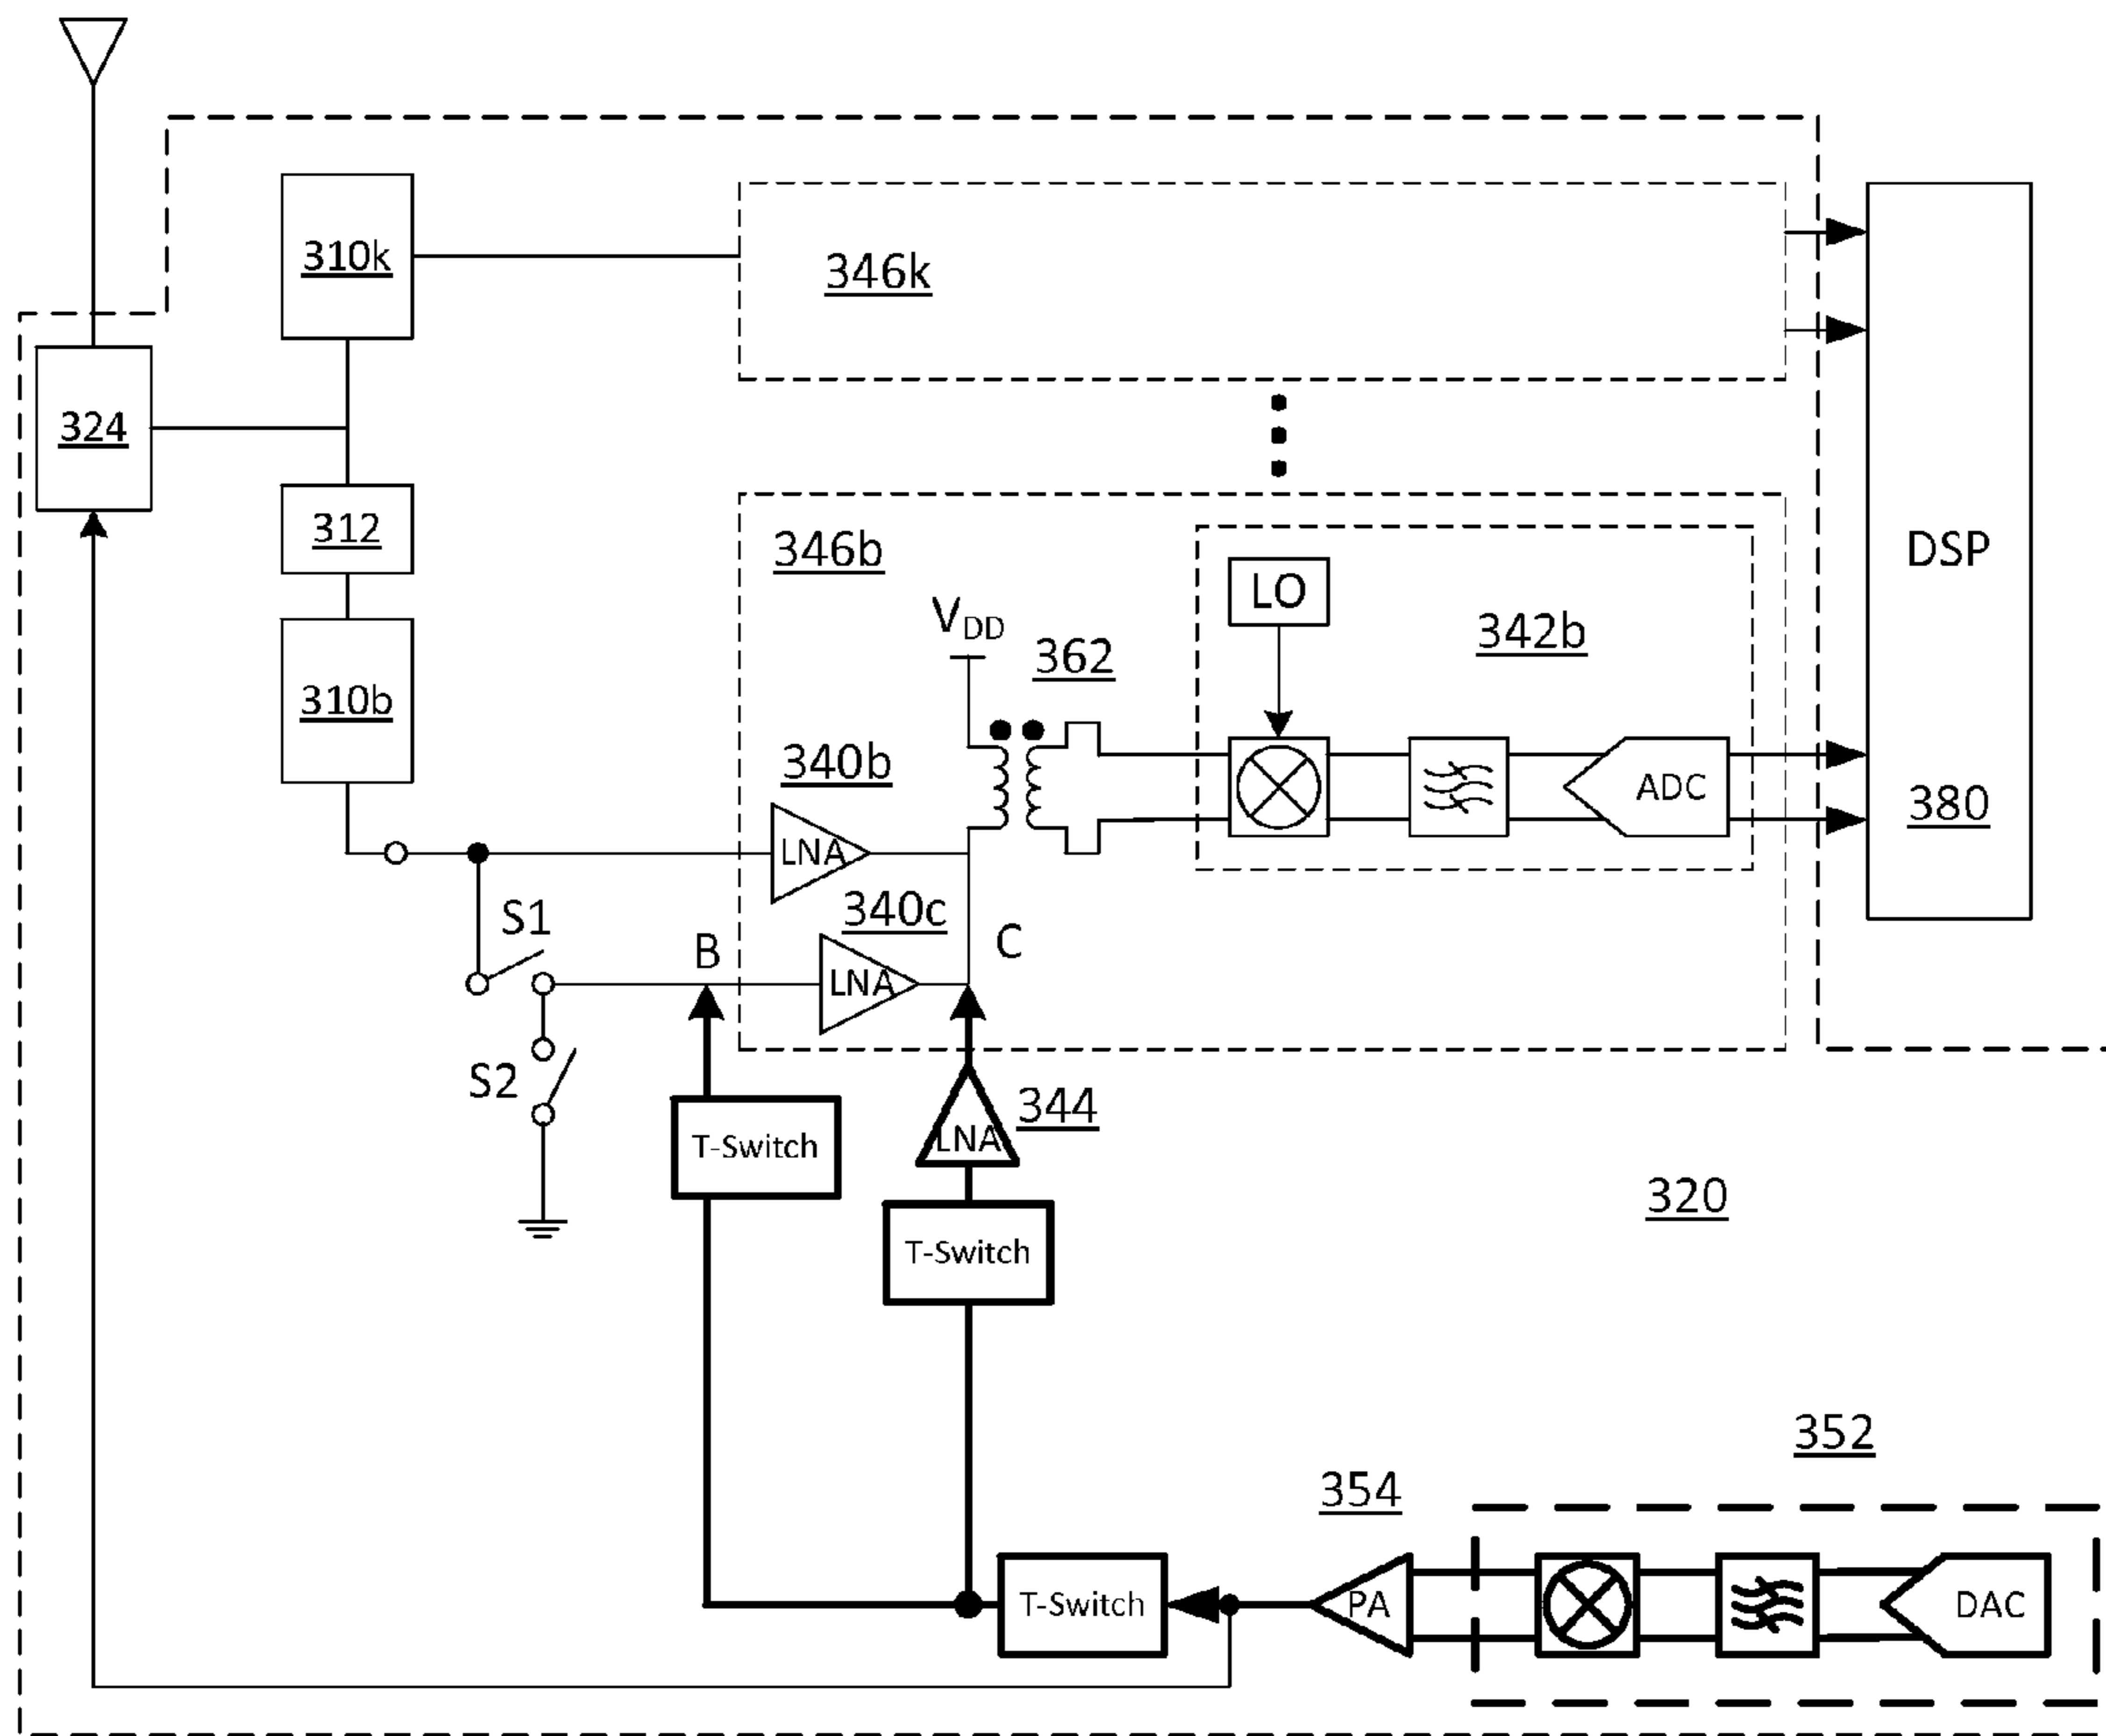 310k
346k
324
312
346b
LO
DSP
VDD
362
342b
310b
340b
ADC
380
LNA
S1
B
340c
C
LNA
S2
344
T-Switch
LNA
320
T-Switch
352
354
T-Switch
PA
DAC